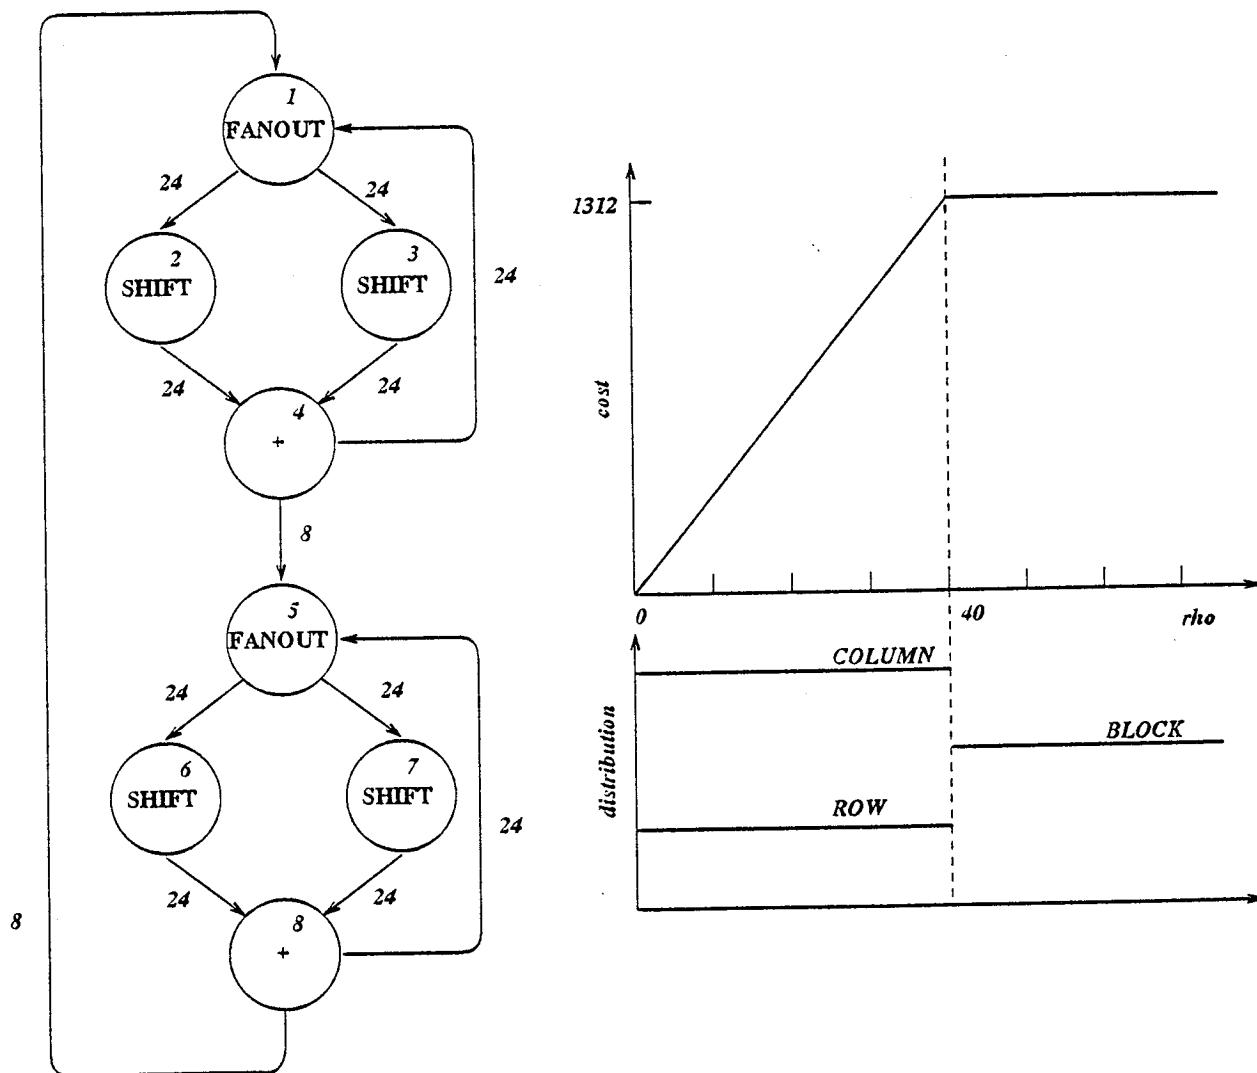 1
FANOUT
24
24
2
SHIFT
3
SHIFT
24
24
24
4
+
8
5
FANOUT
24
24
6
SHIFT
7
SHIFT
24
24
24
8
+
8
1312
cost
0
40
rho
COLUMN
BLOCK
ROW
distribution